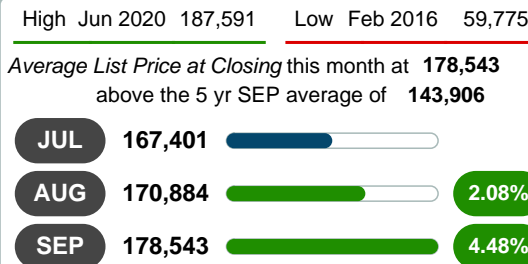 High Jun 2020 187,591 Low Feb 2016 59,775
Average List Price at Closing this month at 178,543
above the 5 yr SEP average of 143,906
JUL 167,401
AUG 170,884 2.08%
SEP 178,543 4.48%